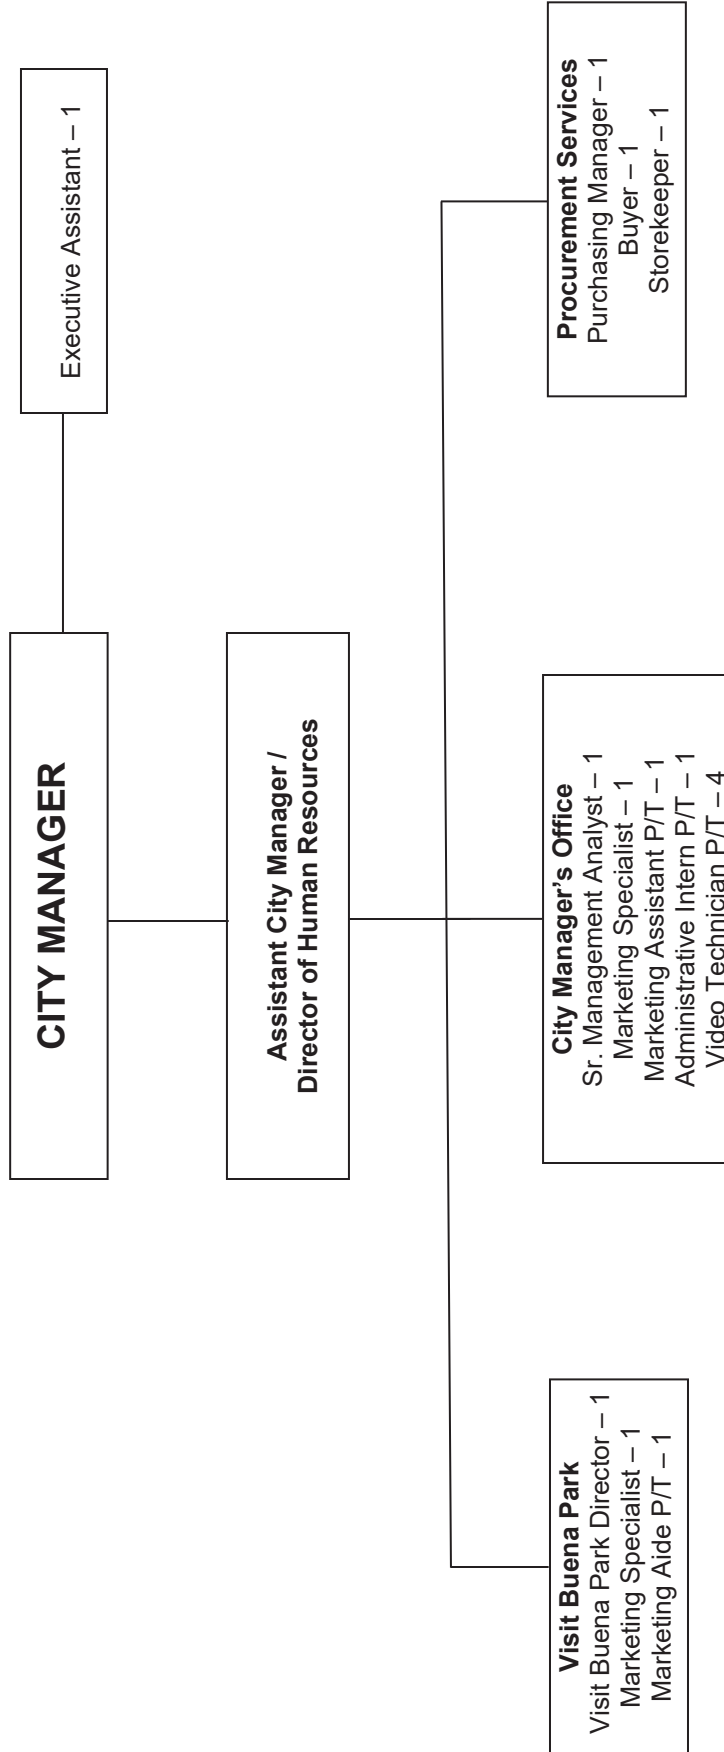 CITY MANAGER
Executive Assistant – 1
Assistant City Manager /
Director of Human Resources
Visit Buena Park
Visit Buena Park Director – 1
Marketing Specialist – 1
Marketing Aide P/T – 1
City Manager's Office
Sr. Management Analyst – 1
Marketing Specialist – 1
Marketing Assistant P/T – 1
Administrative Intern P/T – 1
Video Technician P/T – 4
Procurement Services
Purchasing Manager – 1
Buyer – 1
Storekeeper – 1